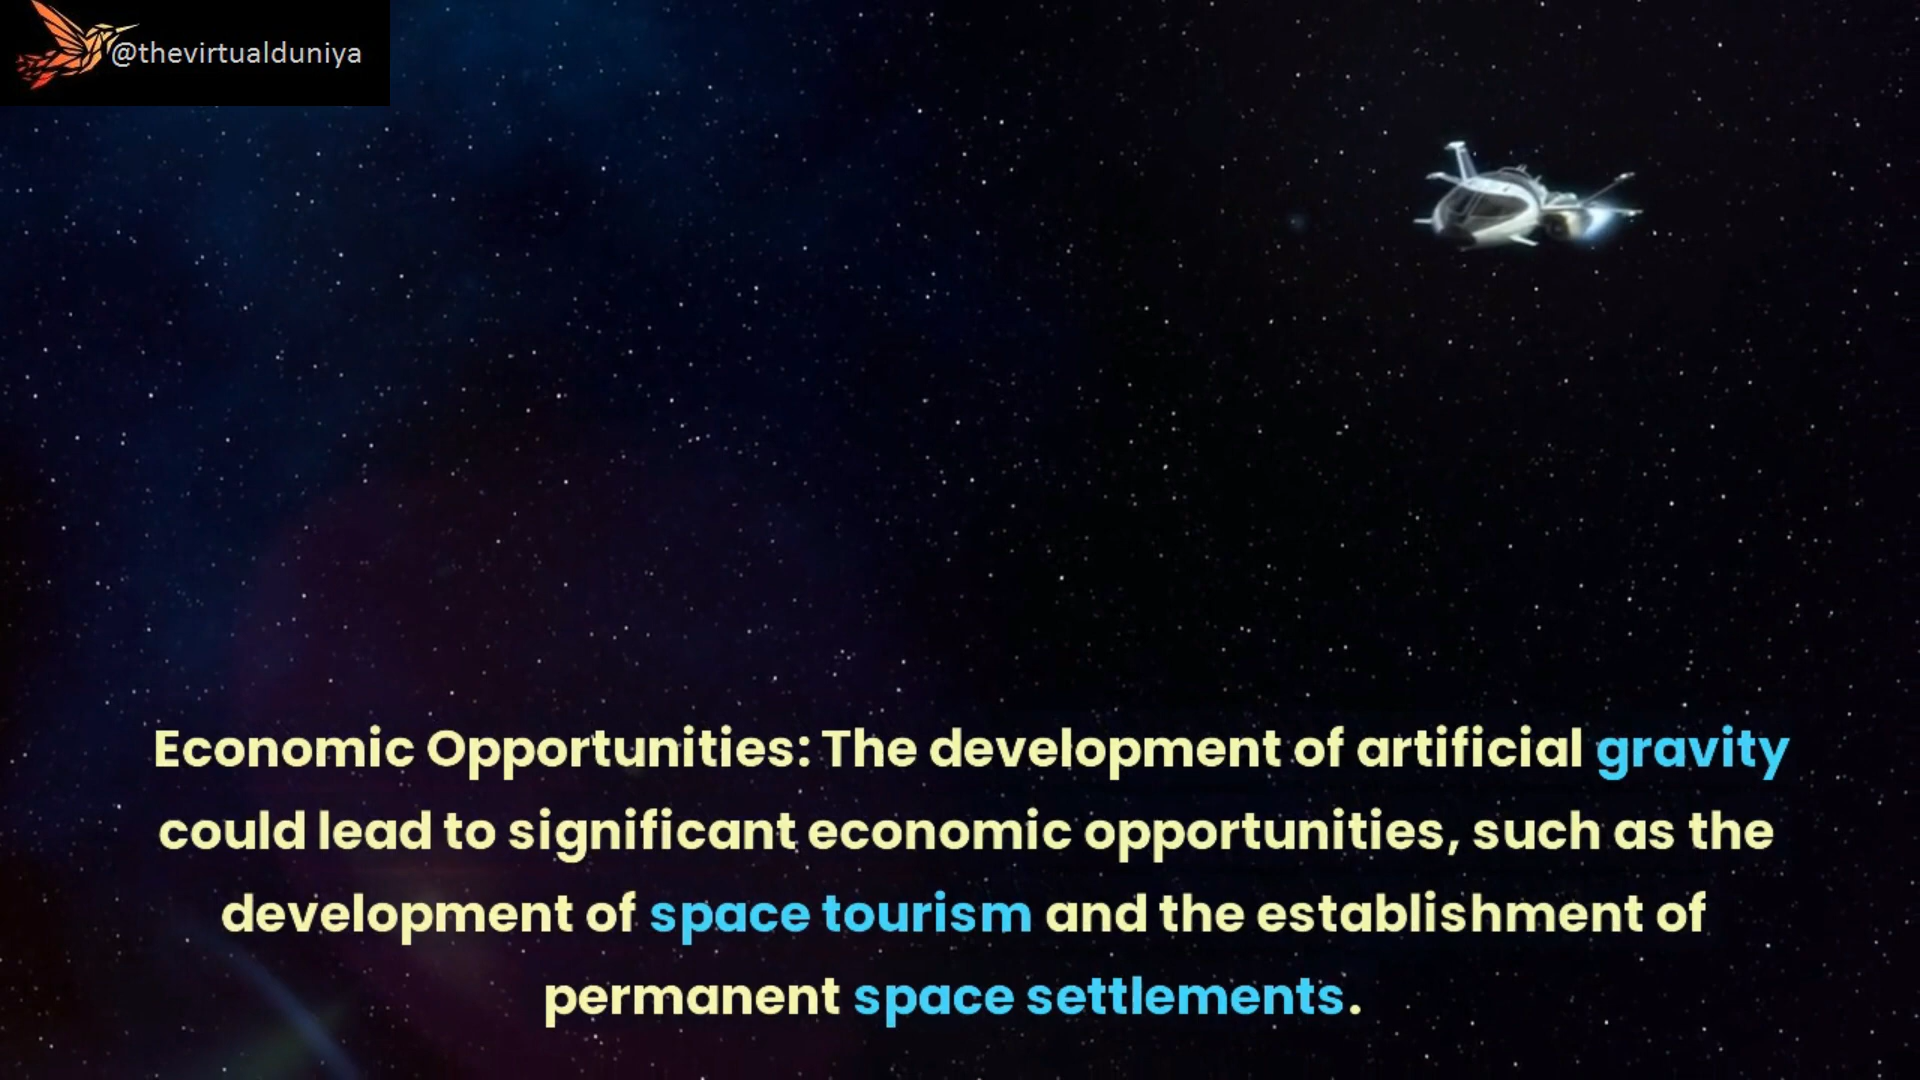 @thevirtualduniya
Economic Opportunities: The development of artificial gravity
could lead to significant economic opportunities, such as the
development of space tourism and the establishment of
permanent space settlements.